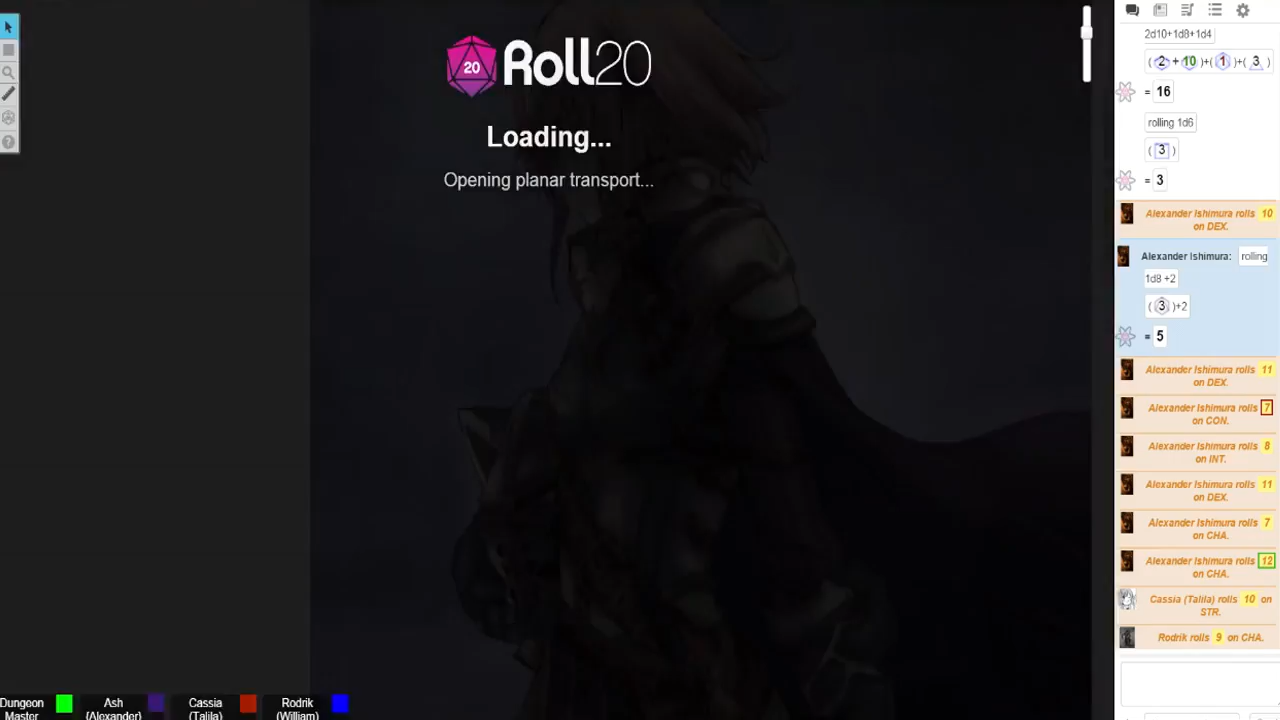 20 Roll20
Loading...
Opening planar transport...
2d10+1d8+1d4
(2+10)+(1)+(3)
= 16
rolling 1d6
(3)
= 3
Alexander Ishimura rolls 10
on DEX.
Alexander Ishimura: rolling
1d8 +2
(3)+2
= 5
Alexander Ishimura rolls 11
on DEX.
Alexander Ishimura rolls 7
on CON.
Alexander Ishimura rolls 8
on INT.
Alexander Ishimura rolls 11
on DEX.
Alexander Ishimura rolls 7
on CHA.
Alexander Ishimura rolls 12
on CHA.
Cassia (Talila) rolls 10 on
STR.
Rodrik rolls 9 on CHA.
Dungeon
Master
Ash
(Alexander)
Cassia
(Talila)
Rodrik
(William)